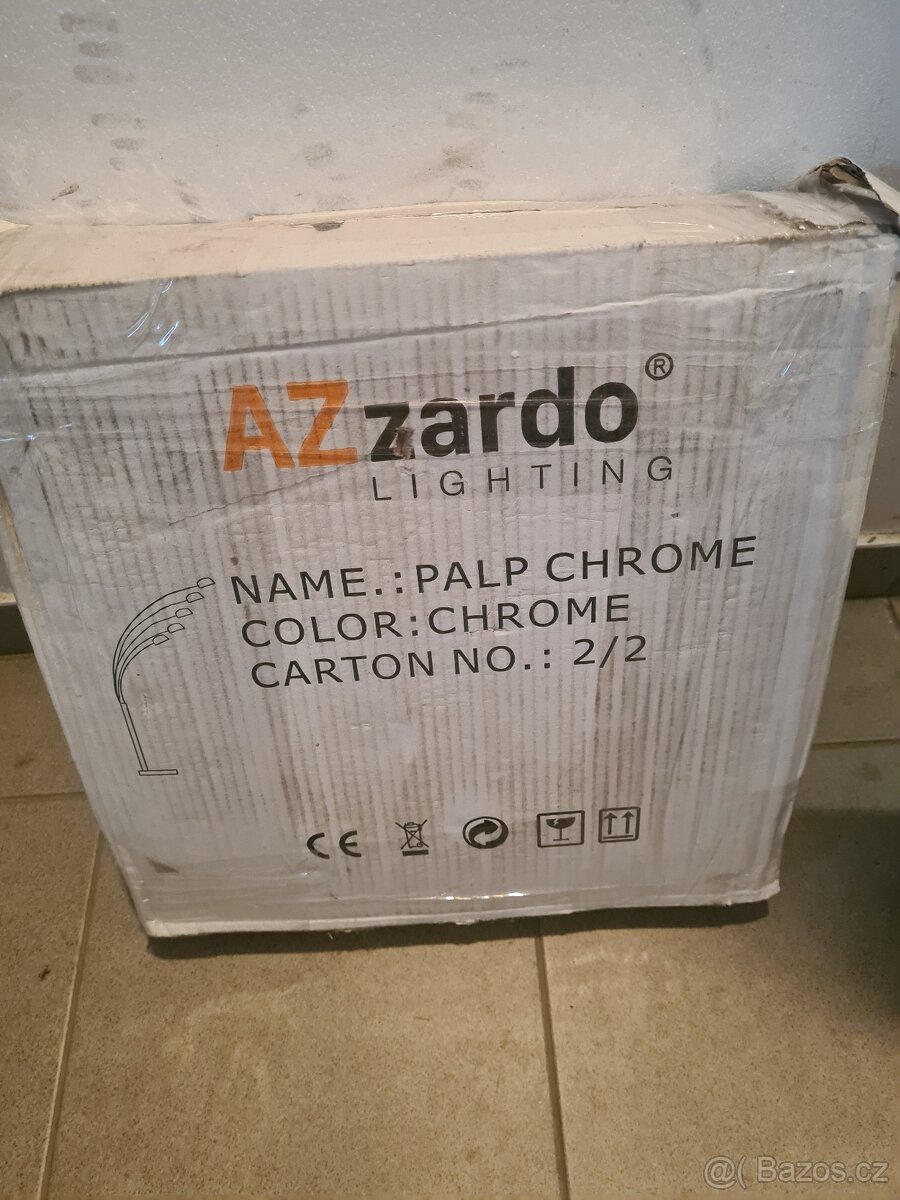 AZzardo®
LIGHTING
NAME.: PALP CHROME
COLOR: CHROME
CARTON NO.: 2/2
CE
@( Bazos.cz